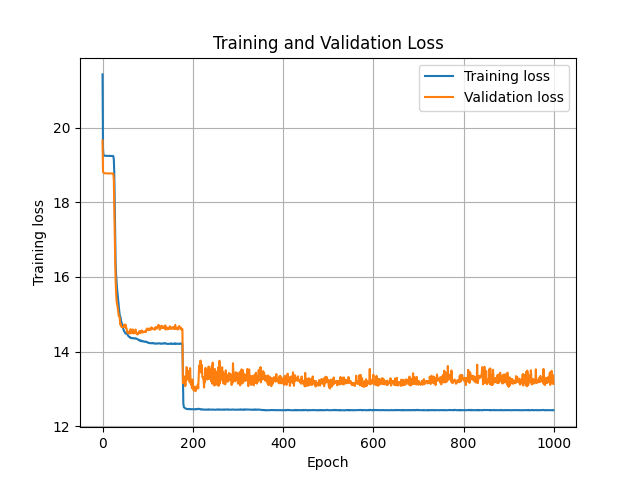 Training and Validation Loss
Training loss
Validation loss
Training loss
20
18
16
14
12
0
200
400
600
800
1000
Epoch